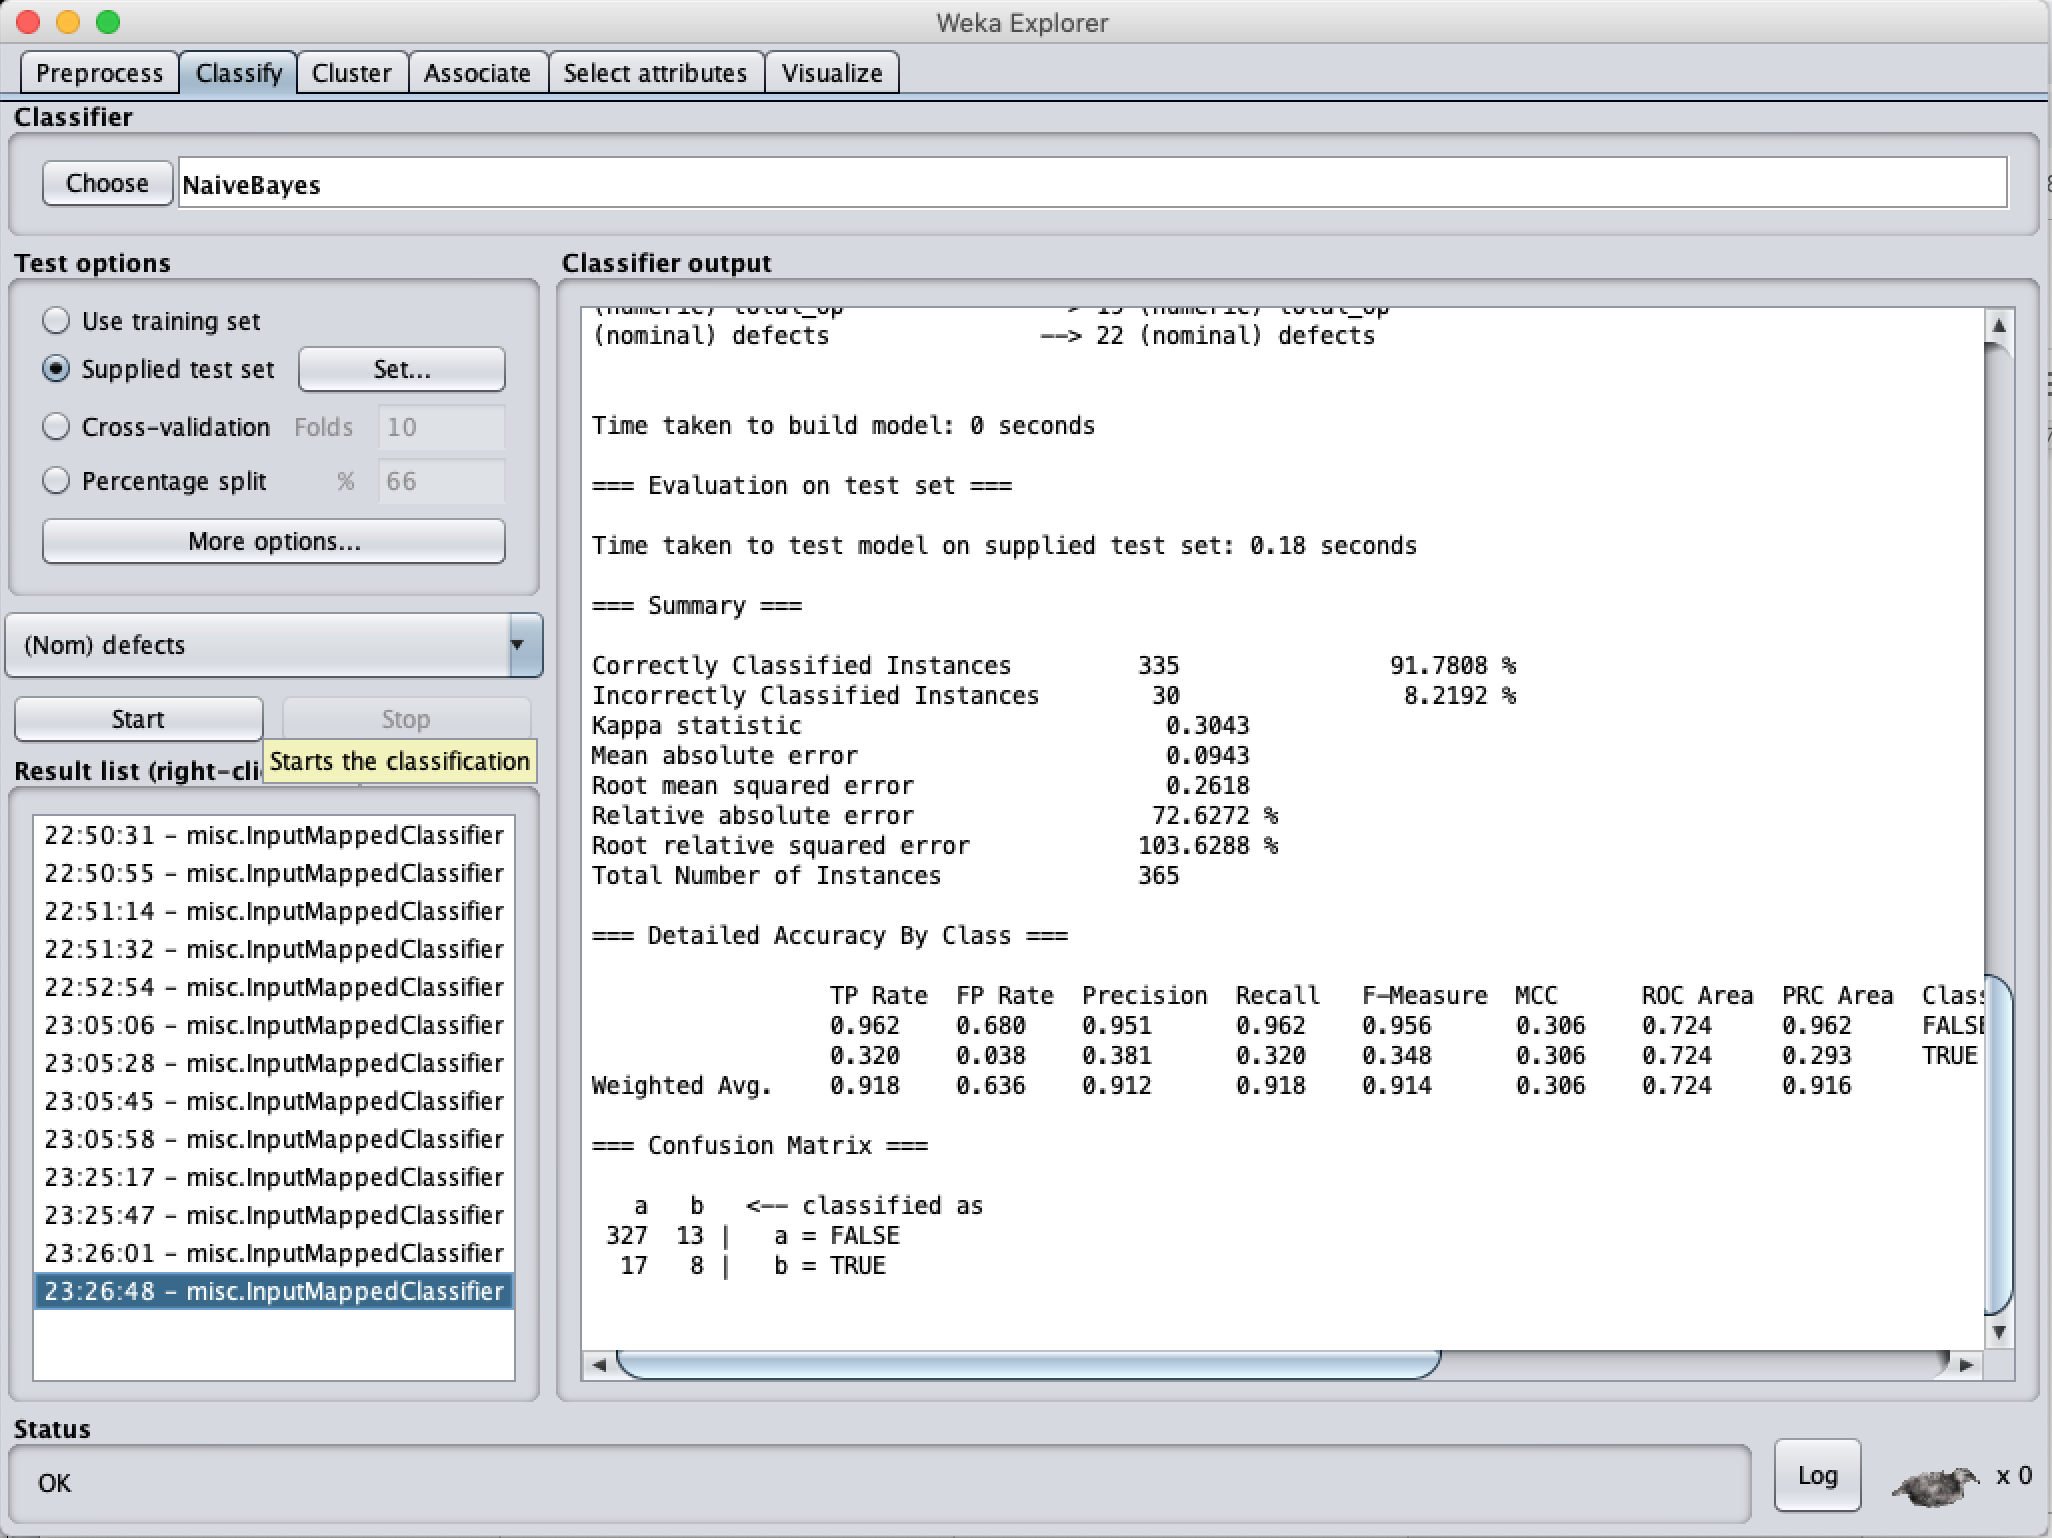 Weka Explorer
Preprocess Classify Cluster Associate Select attributes Visualize
Classifier
Choose NaiveBayes
Test options
Use training set
Supplied test set Set...
Cross-validation Folds 10
Percentage split % 66
More options...
(Nom) defects
Start Stop
Starts the classification
Result list (right-cli
22:50:31 - misc.InputMappedClassifier
22:50:55 - misc.InputMappedClassifier
22:51:14 - misc.InputMappedClassifier
22:51:32 - misc.InputMappedClassifier
22:52:54 - misc.InputMappedClassifier
23:05:06 - misc.InputMappedClassifier
23:05:28 - misc.InputMappedClassifier
23:05:45 - misc.InputMappedClassifier
23:05:58 - misc.InputMappedClassifier
23:25:17 - misc.InputMappedClassifier
23:25:47 - misc.InputMappedClassifier
23:26:01 - misc.InputMappedClassifier
23:26:48 - misc.InputMappedClassifier
Classifier output
(numeric) total_Op --> 15 (numeric) total_Op
(nominal) defects --> 22 (nominal) defects
Time taken to build model: 0 seconds
=== Evaluation on test set ===
Time taken to test model on supplied test set: 0.18 seconds
=== Summary ===
Correctly Classified Instances 335 91.7808 %
Incorrectly Classified Instances 30 8.2192 %
Kappa statistic 0.3043
Mean absolute error 0.0943
Root mean squared error 0.2618
Relative absolute error 72.6272 %
Root relative squared error 103.6288 %
Total Number of Instances 365
=== Detailed Accuracy By Class ===
TP Rate FP Rate Precision Recall F-Measure MCC ROC Area PRC Area Clas
0.962 0.680 0.951 0.962 0.956 0.306 0.724 0.962 FALSE
0.320 0.038 0.381 0.320 0.348 0.306 0.724 0.293 TRUE
Weighted Avg. 0.918 0.636 0.912 0.918 0.914 0.306 0.724 0.916
=== Confusion Matrix ===
a b <-- classified as
327 13 | a = FALSE
17 8 | b = TRUE
Status
OK
Log
x 0